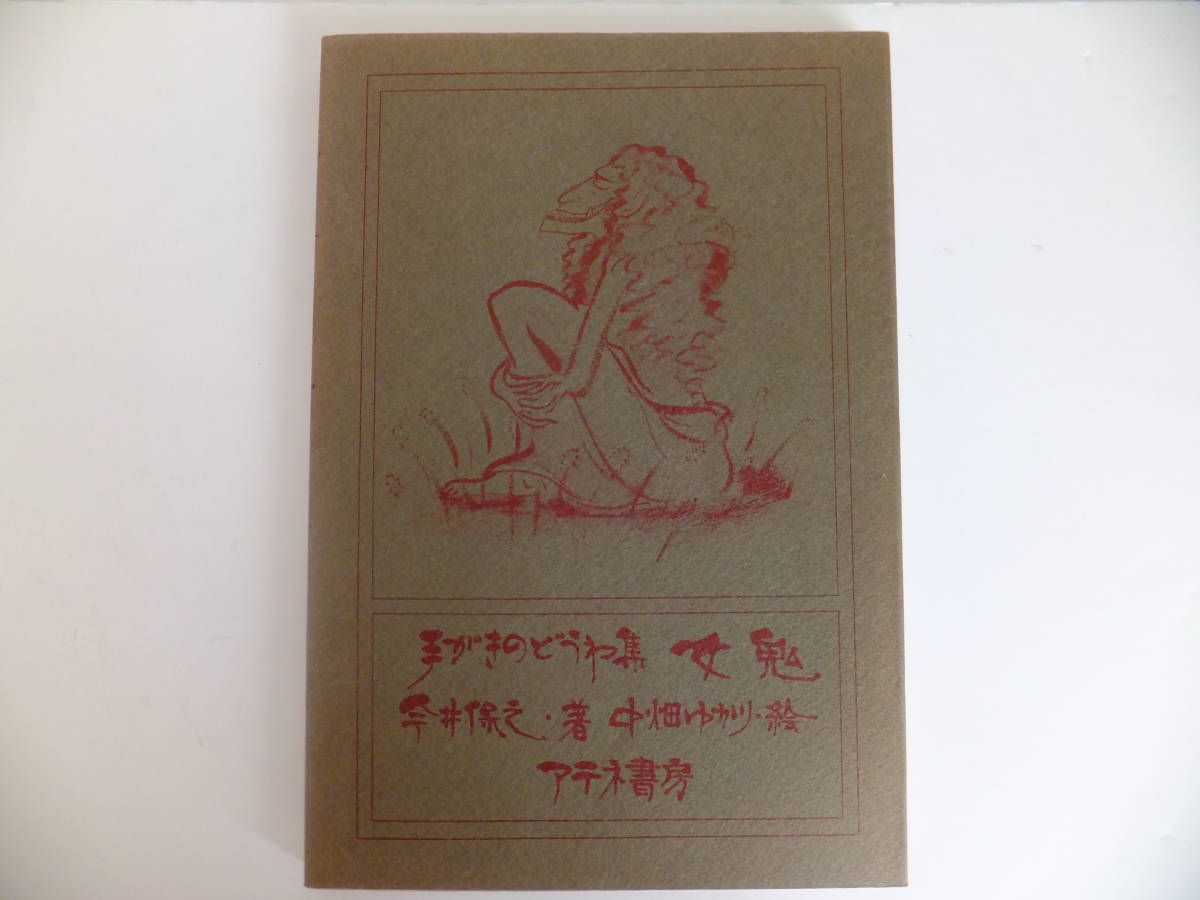 手がきのどうわ集 女鬼
今井保之・著 中畑ゆかり・絵
アテネ書房